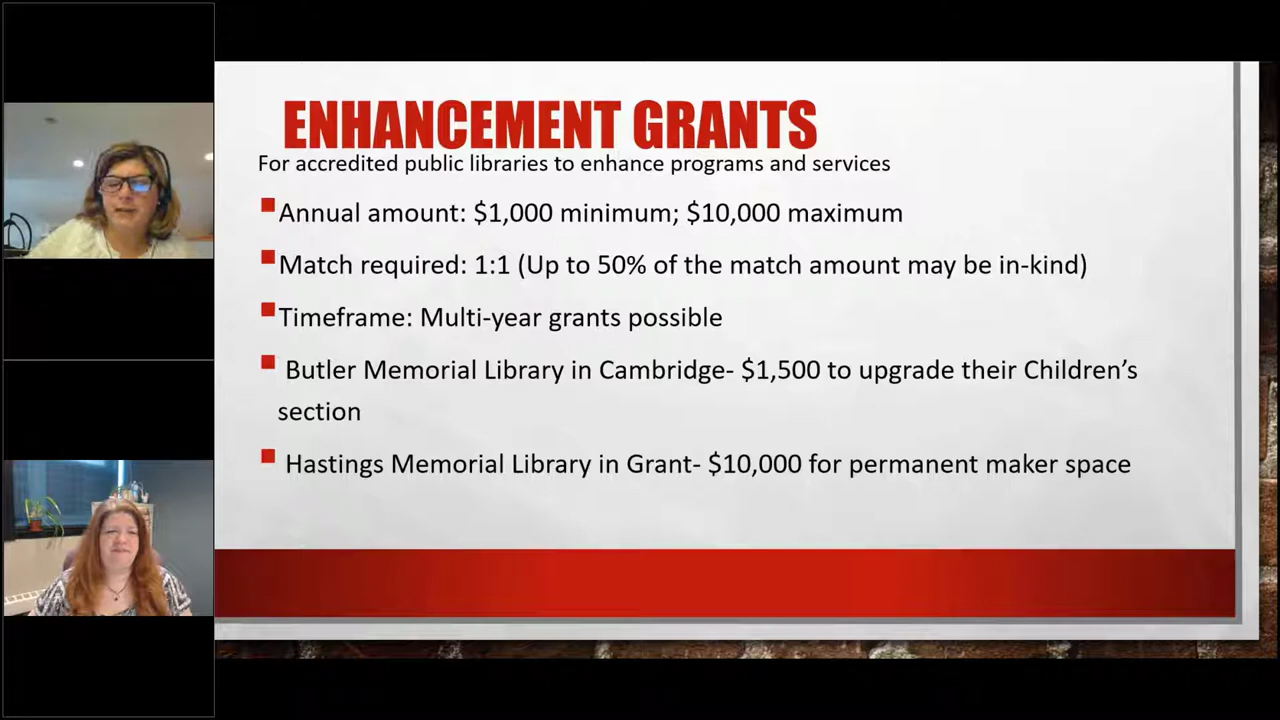 ENHANCEMENT GRANTS
For accredited public libraries to enhance programs and services
Annual amount: $1,000 minimum; $10,000 maximum
Match required: 1:1 (Up to 50% of the match amount may be in-kind)
Timeframe: Multi-year grants possible
Butler Memorial Library in Cambridge- $1,500 to upgrade their Children’s
section
Hastings Memorial Library in Grant- $10,000 for permanent maker space